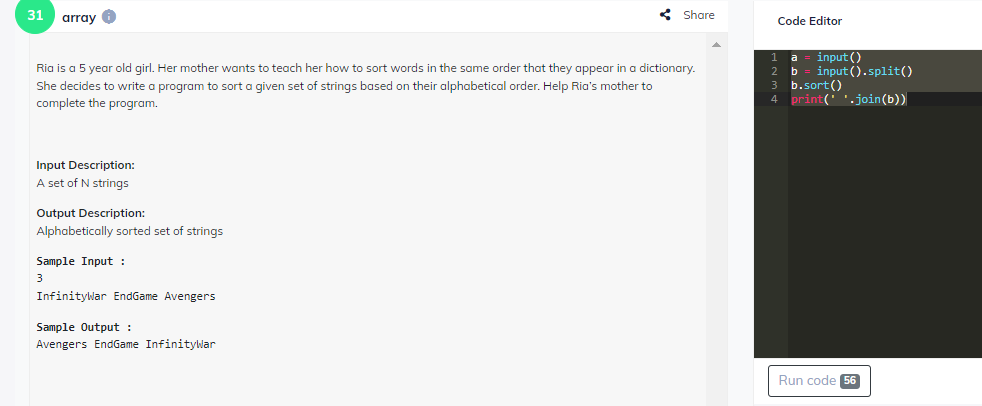 31 array i
Share
Ria is a 5 year old girl. Her mother wants to teach her how to sort words in the same order that they appear in a dictionary.
She decides to write a program to sort a given set of strings based on their alphabetical order. Help Ria's mother to
complete the program.
Input Description:
A set of N strings
Output Description:
Alphabetically sorted set of strings
Sample Input :
3
InfinityWar EndGame Avengers
Sample Output :
Avengers EndGame InfinityWar
Code Editor
1 a = input()
2 b = input().split()
3 b.sort()
4 print(' '.join(b))
Run code 56